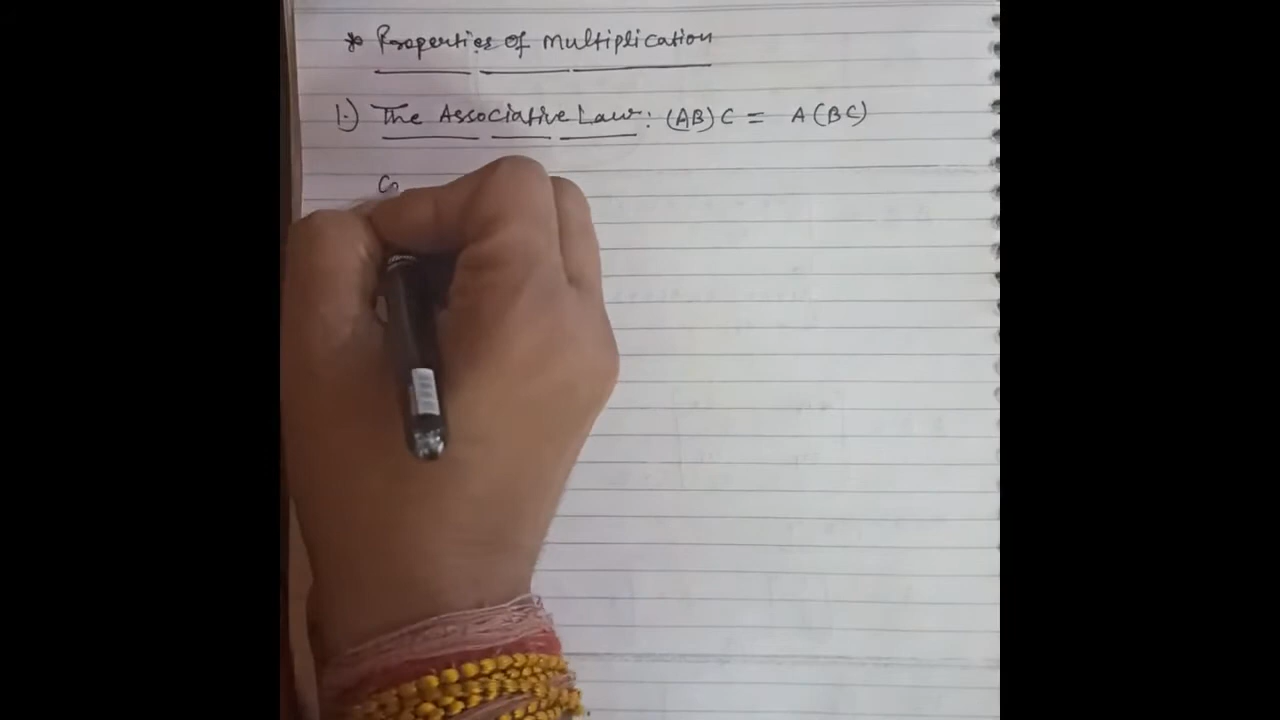 * Properties of Multiplication
1.) The Associative Law: (AB) C = A(BC)